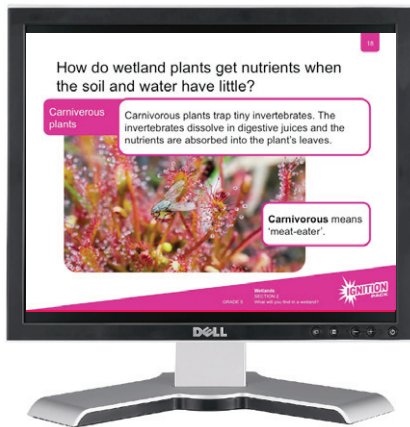 18
How do wetland plants get nutrients when
the soil and water have little?
Carniverous
plants
Carnivorous plants trap tiny invertebrates. The
invertebrates dissolve in digestive juices and the
nutrients are absorbed into the plant's leaves.
Carnivorous means
'meat-eater'.
Wetlands
SECTION 2
GRADE 5 What will you find in a wetland?
IGNITION
PACK
DELL